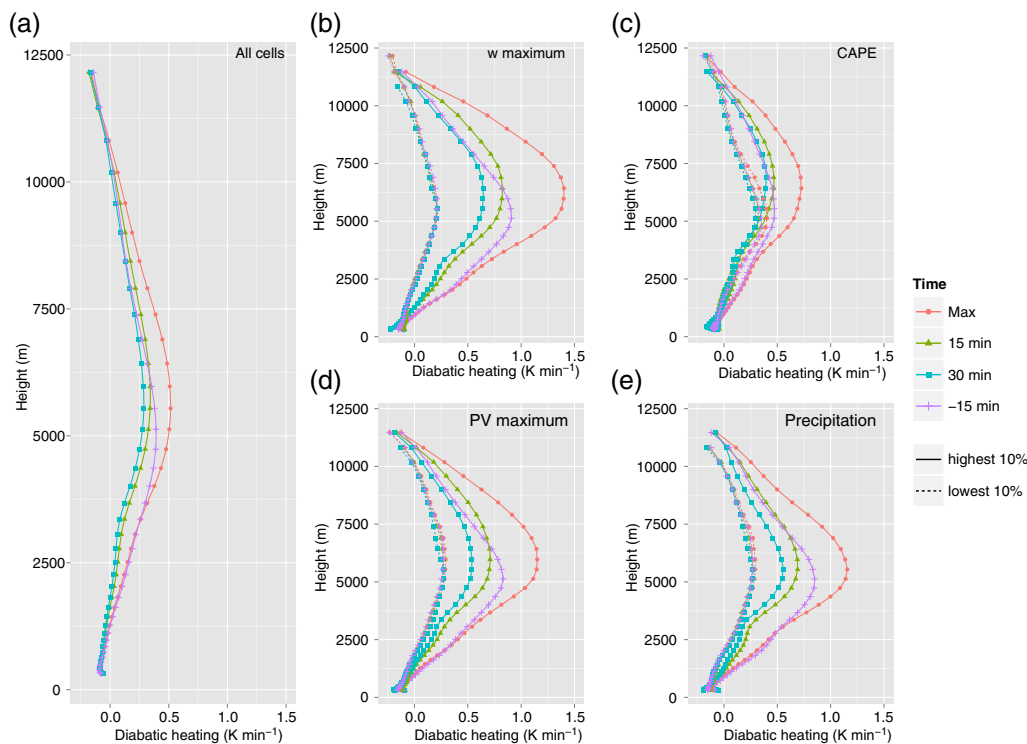 (a)
All cells
12500
10000
7500
5000
2500
0
Height (m)
0.0 0.5 1.0 1.5
Diabatic heating (K min⁻¹)
(b)
w maximum
12500
10000
7500
5000
2500
0
Height (m)
0.0 0.5 1.0 1.5
Diabatic heating (K min⁻¹)
(c)
CAPE
12500
10000
7500
5000
2500
0
Height (m)
0.0 0.5 1.0 1.5
Diabatic heating (K min⁻¹)
(d)
PV maximum
12500
10000
7500
5000
2500
0
Height (m)
0.0 0.5 1.0 1.5
Diabatic heating (K min⁻¹)
(e)
Precipitation
12500
10000
7500
5000
2500
0
Height (m)
0.0 0.5 1.0 1.5
Diabatic heating (K min⁻¹)
Time
Max
15 min
30 min
−15 min
highest 10%
lowest 10%